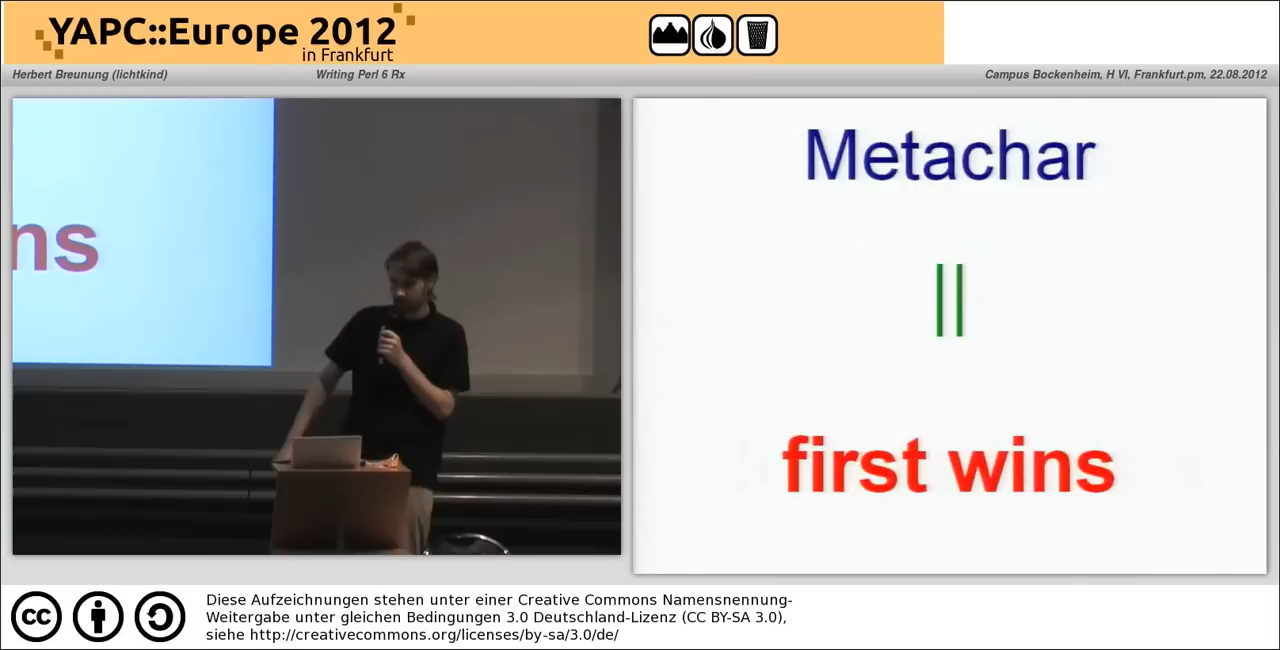 YAPC::Europe 2012
in Frankfurt
Herbert Breunung (lichtkind)
Writing Perl 6 Rx
Campus Bockenheim, H VI, Frankfurt.pm, 22.08.2012
ns
Metachar
||
first wins
cc
Diese Aufzeichnungen stehen unter einer Creative Commons Namensnennung-
Weitergabe unter gleichen Bedingungen 3.0 Deutschland-Lizenz (CC BY-SA 3.0),
siehe http://creativecommons.org/licenses/by-sa/3.0/de/